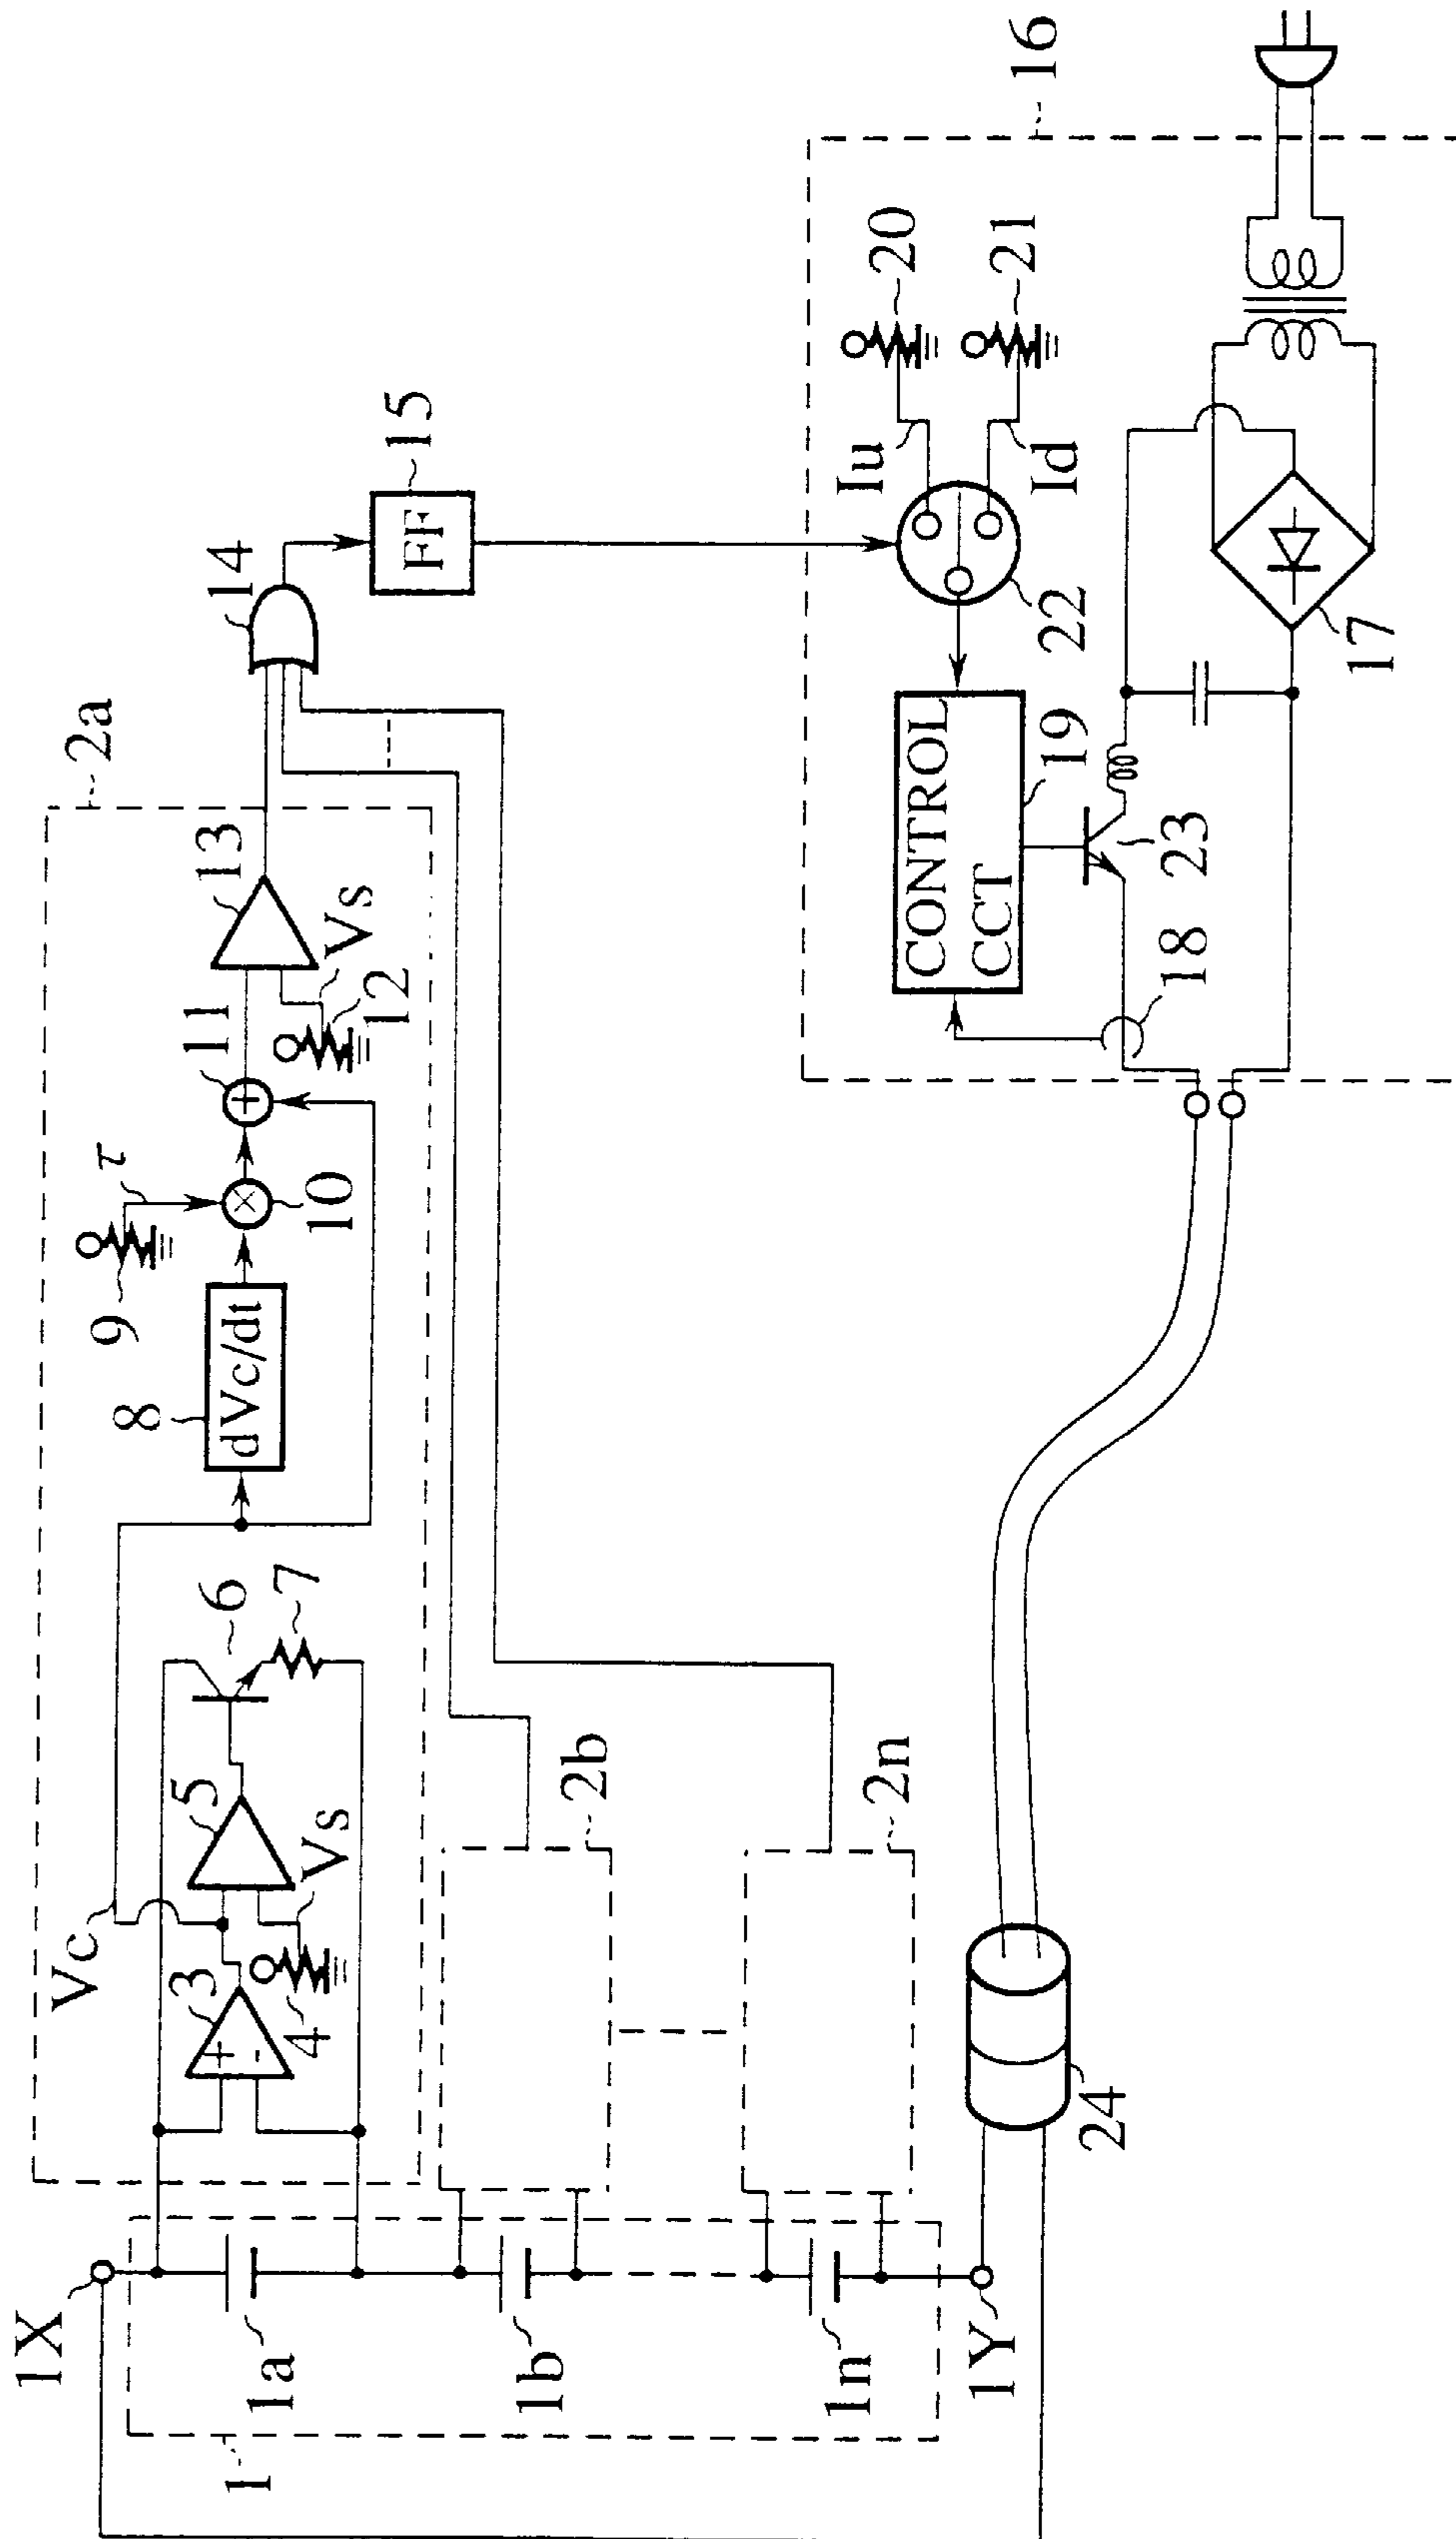 1X
1
1a
1b
1n
1Y
Vc
3
+
-
4
Vs
5
6
7
8
dVc/dt
9
τ
×
10
+
11
12
Vs
13
2a
2b
2n
14
15
FF
16
20
21
Iu
Id
22
CONTROL
CCT
19
23
18
17
24